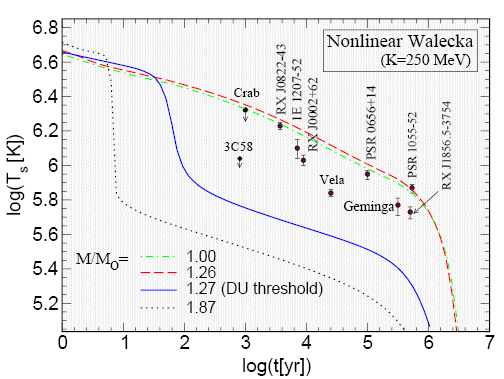 Nonlinear Walecka
(K=250 MeV)
log(T_s [K])
6.8
6.6
6.4
6.2
6
5.8
5.6
5.4
5.2
Crab
RX J0822-43
1E 1207-52
RX J0002+62
3C58
PSR 0656+14
PSR 1055-52
RX J1856.5-3754
Vela
Geminga
M/M_O=
1.00
1.26
1.27 (DU threshold)
1.87
0 1 2 3 4 5 6 7
log(t[yr])